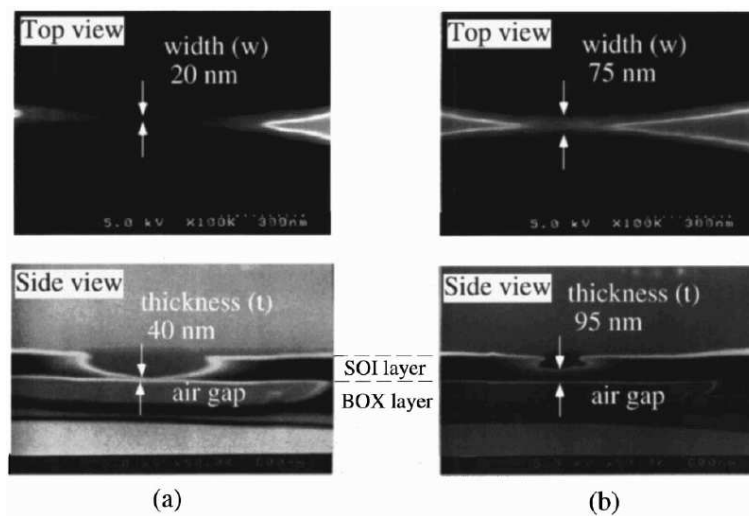 Top view
width (w)
20 nm
5.0 kV X100K 300nm
Top view
width (w)
75 nm
5.0 kV X100K 300nm
Side view
thickness (t)
40 nm
air gap
SOI layer
BOX layer
Side view
thickness (t)
95 nm
air gap
(a)
(b)